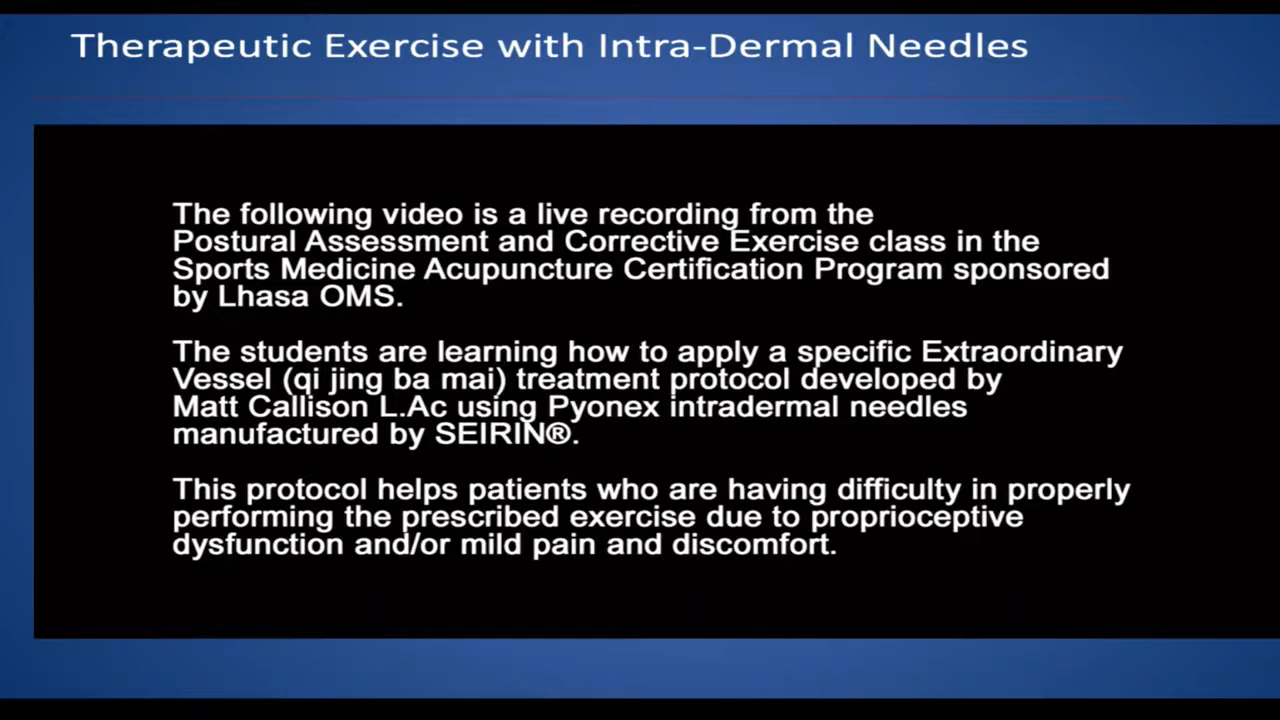 Therapeutic Exercise with Intra-Dermal Needles
The following video is a live recording from the
Postural Assessment and Corrective Exercise class in the
Sports Medicine Acupuncture Certification Program sponsored
by Lhasa OMS.
The students are learning how to apply a specific Extraordinary
Vessel (qi jing ba mai) treatment protocol developed by
Matt Callison L.Ac using Pyonex intradermal needles
manufactured by SEIRIN®.
This protocol helps patients who are having difficulty in properly
performing the prescribed exercise due to proprioceptive
dysfunction and/or mild pain and discomfort.